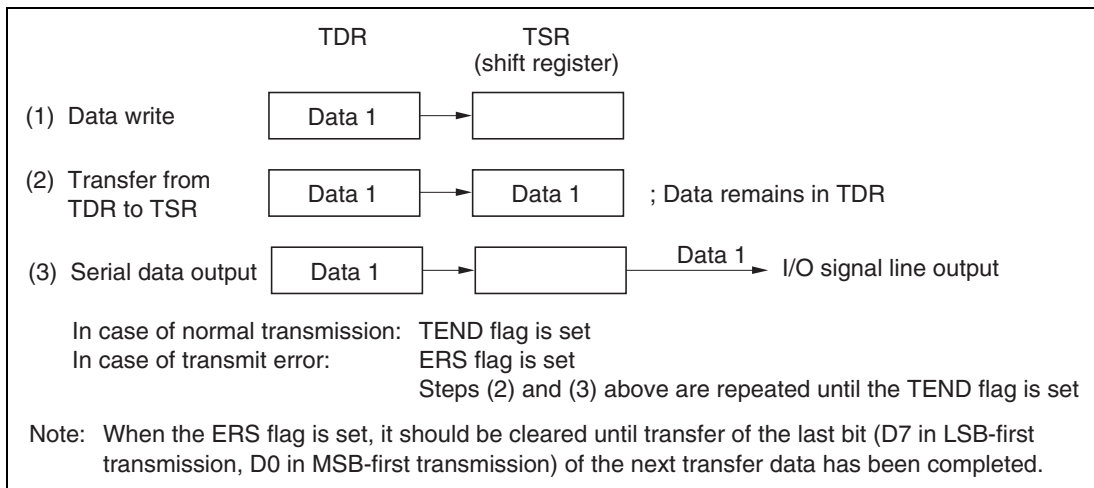 TDR TSR
(shift register)
(1) Data write Data 1
(2) Transfer from
TDR to TSR Data 1 Data 1 ; Data remains in TDR
(3) Serial data output Data 1 Data 1 I/O signal line output
In case of normal transmission: TEND flag is set
In case of transmit error: ERS flag is set
Steps (2) and (3) above are repeated until the TEND flag is set
Note: When the ERS flag is set, it should be cleared until transfer of the last bit (D7 in LSB-first
transmission, D0 in MSB-first transmission) of the next transfer data has been completed.